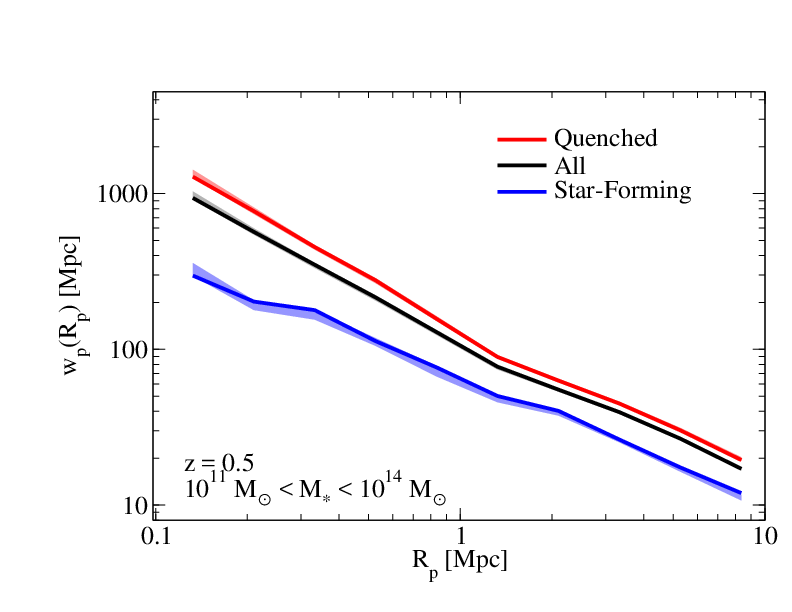 Quenched
All
Star-Forming
1000
100
10
w_p(R_p) [Mpc]
z = 0.5
10^11 M_⊙ < M_* < 10^14 M_⊙
0.1 1 10
R_p [Mpc]